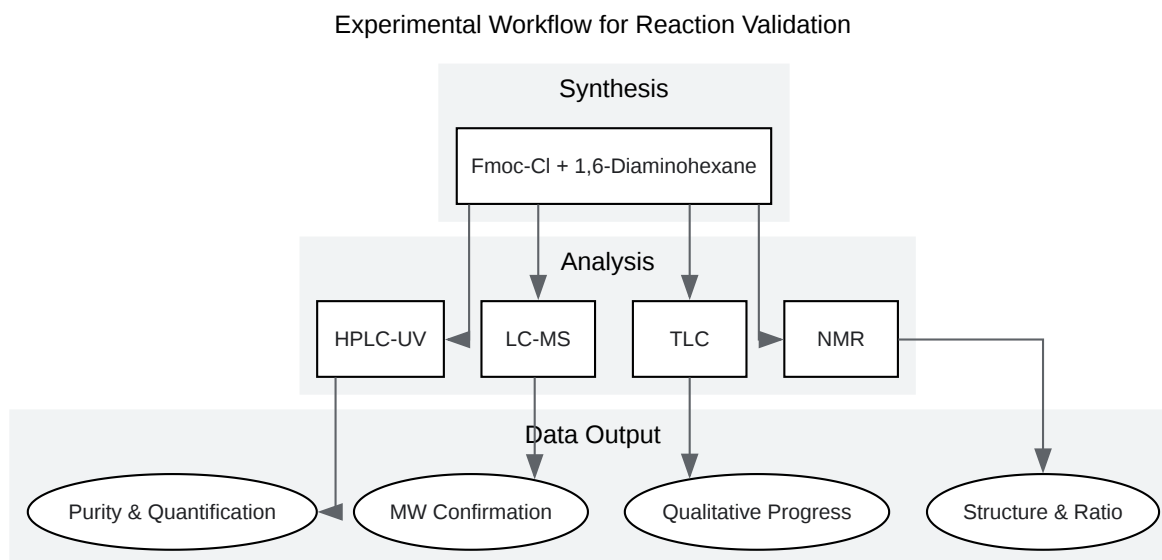 Experimental Workflow for Reaction Validation
Synthesis
Fmoc-Cl + 1,6-Diaminohexane
Analysis
HPLC-UV
LC-MS
TLC
NMR
Data Output
Purity & Quantification
MW Confirmation
Qualitative Progress
Structure & Ratio